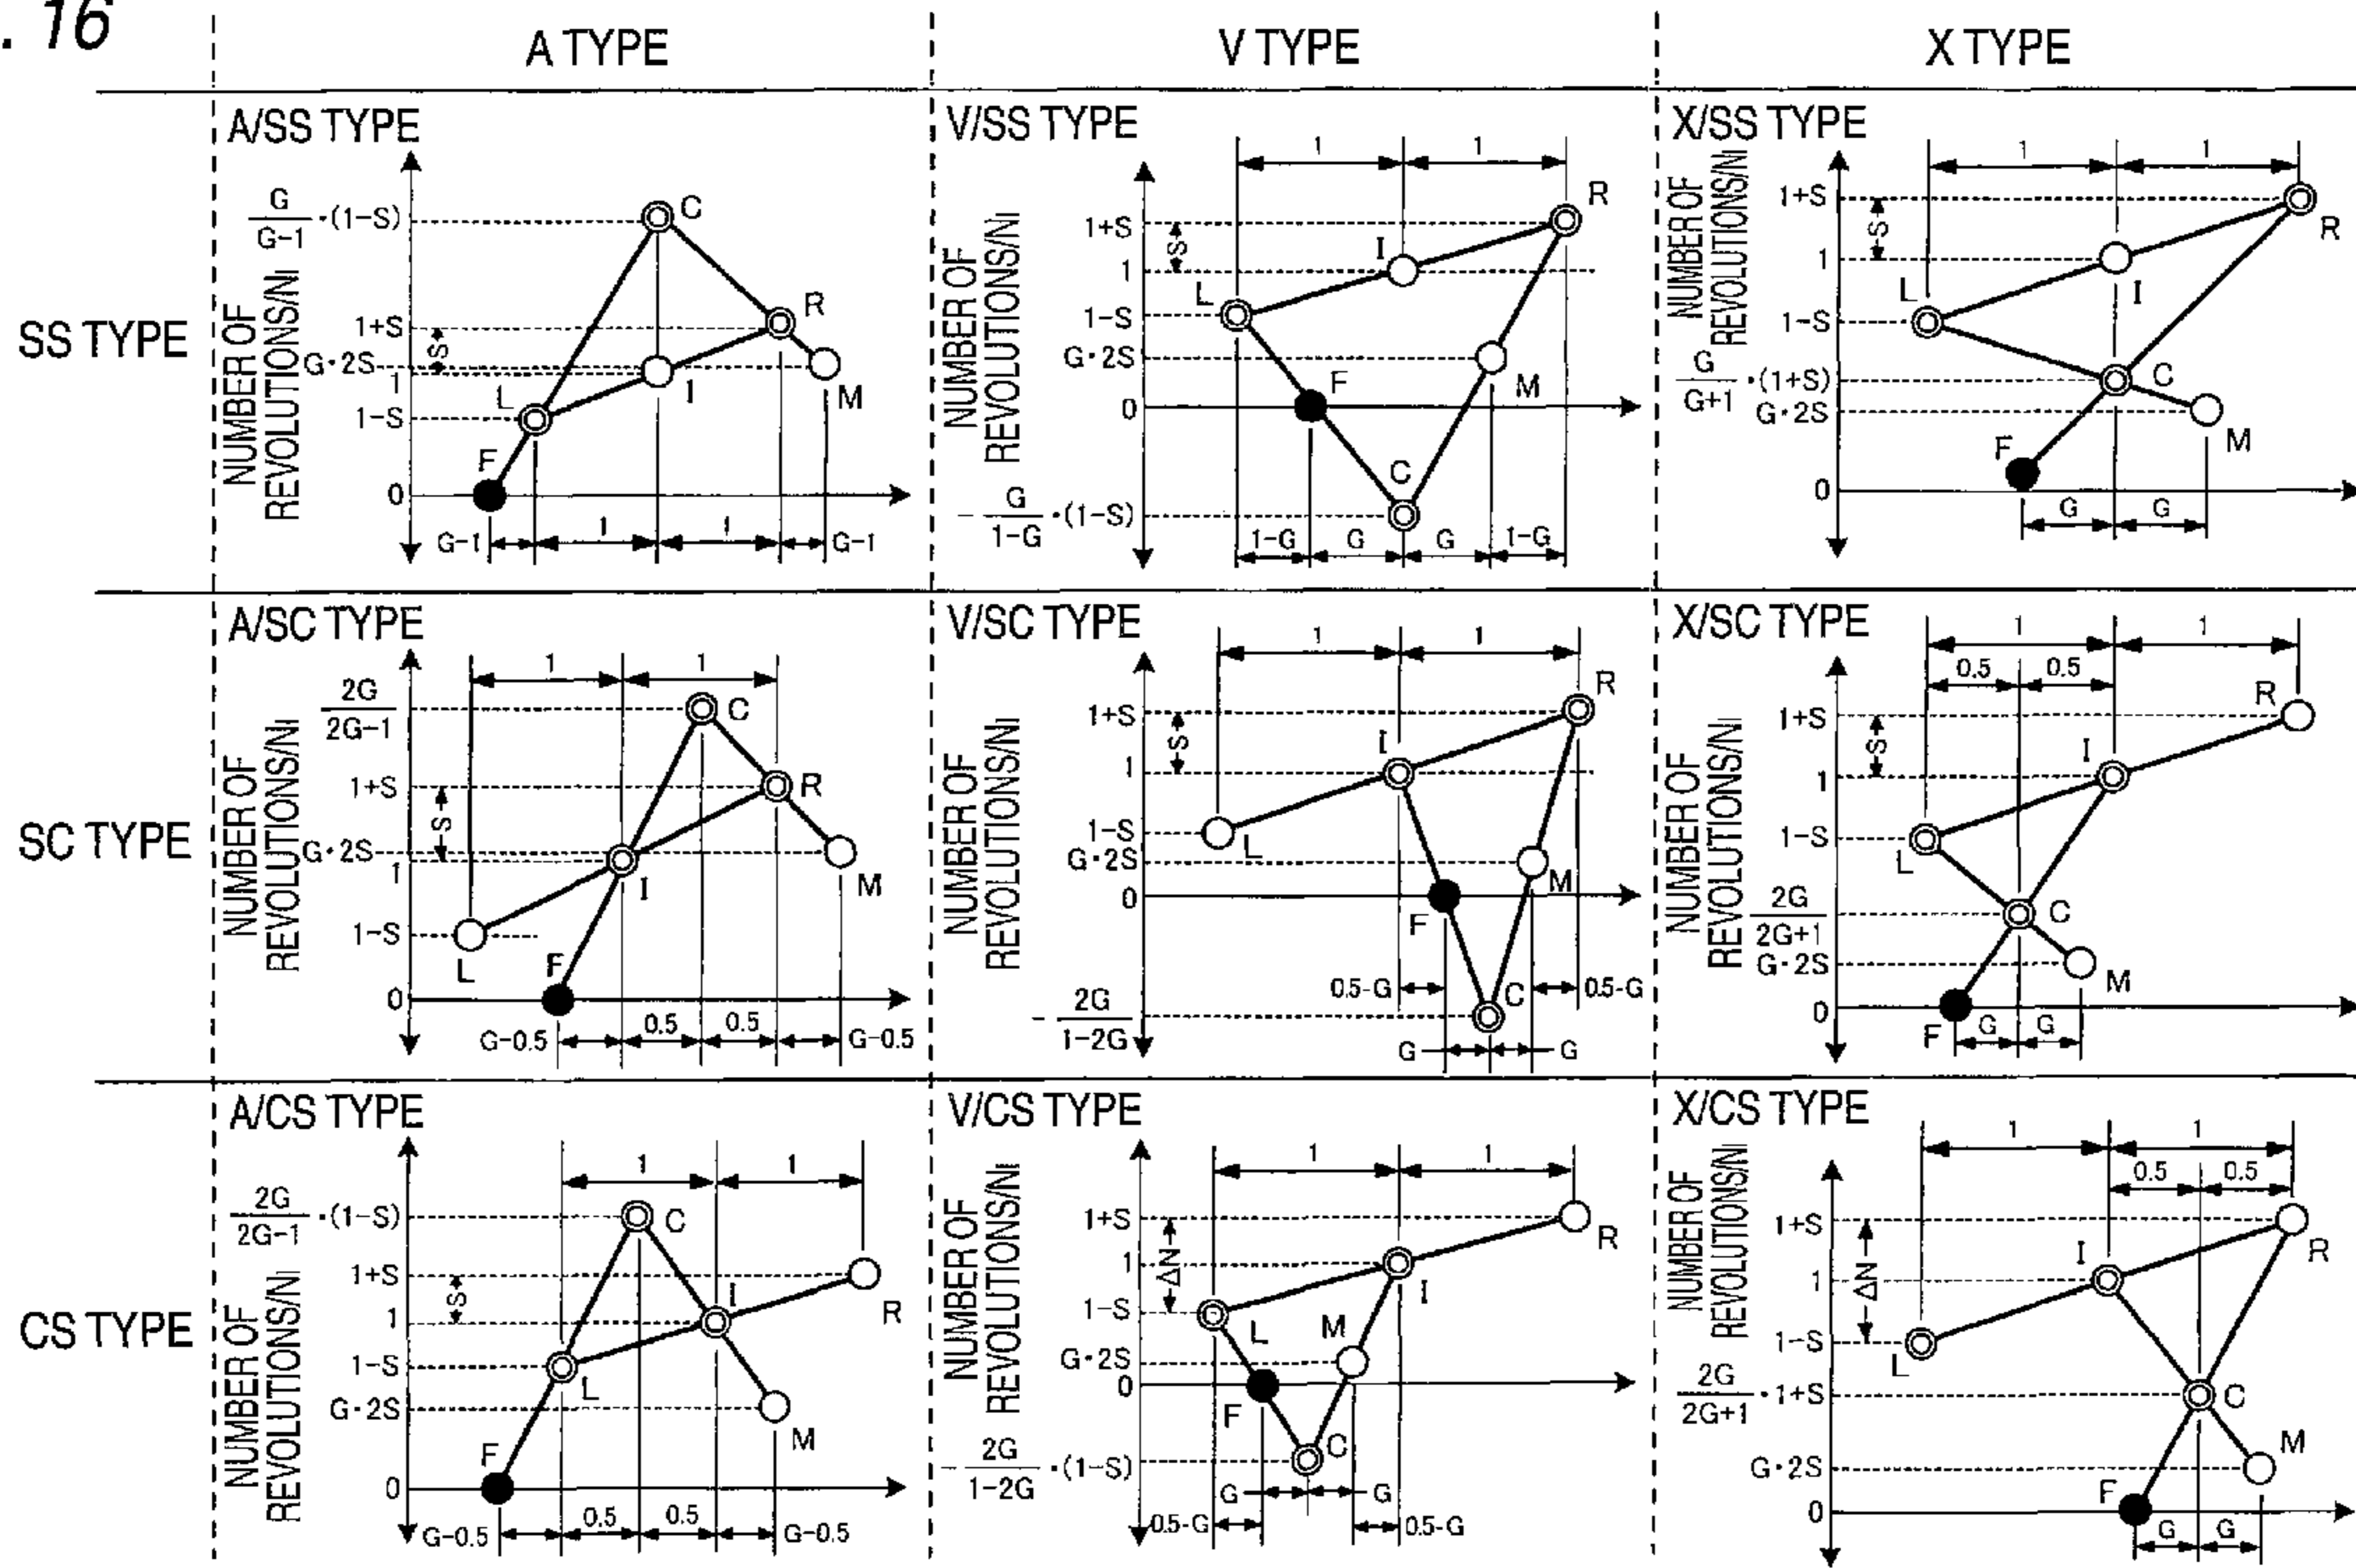 . 16
A TYPE
V TYPE
X TYPE
SS TYPE
A/SS TYPE
NUMBER OF
REVOLUTIONS/NI
G/G-1 ·(1-S)
1+S
S
G·2S
1
1-S
0
F
L
C
I
R
M
G-1
1
1
G-1
V/SS TYPE
NUMBER OF
REVOLUTIONS/NI
1
1
1+S
S
1
1-S
G·2S
0
-G/1-G ·(1-S)
L
I
R
F
M
C
1-G
G
G
1-G
X/SS TYPE
NUMBER OF
REVOLUTIONS/NI
1
1
1+S
S
1
1-S
G/G+1 ·(1+S)
G·2S
0
L
I
R
C
M
F
G
G
SC TYPE
A/SC TYPE
NUMBER OF
REVOLUTIONS/NI
1
1
2G/2G-1
1+S
S
G·2S
1
1-S
0
C
R
I
M
L
F
G-0.5
0.5
0.5
G-0.5
V/SC TYPE
NUMBER OF
REVOLUTIONS/NI
1
1
1+S
S
1
1-S
G·2S
0
-2G/1-2G
R
I
L
M
F
C
0.5-G
0.5-G
G
G
X/SC TYPE
NUMBER OF
REVOLUTIONS/NI
1
1
0.5
0.5
1+S
S
1
1-S
2G/2G+1
G·2S
0
R
I
L
C
M
F
G
G
CS TYPE
A/CS TYPE
NUMBER OF
REVOLUTIONS/NI
1
1
2G/2G-1 ·(1-S)
1+S
S
1
1-S
G·2S
0
C
I
R
L
M
F
G-0.5
0.5
0.5
G-0.5
V/CS TYPE
NUMBER OF
REVOLUTIONS/NI
1
1
1+S
ΔN
1
1-S
G·2S
0
-2G/1-2G ·(1-S)
R
I
L
M
F
C
G
G
0.5-G
0.5-G
X/CS TYPE
NUMBER OF
REVOLUTIONS/NI
1
1
0.5
0.5
1+S
ΔN
1
1-S
2G/2G+1 ·1+S
G·2S
0
I
R
L
C
M
F
G
G